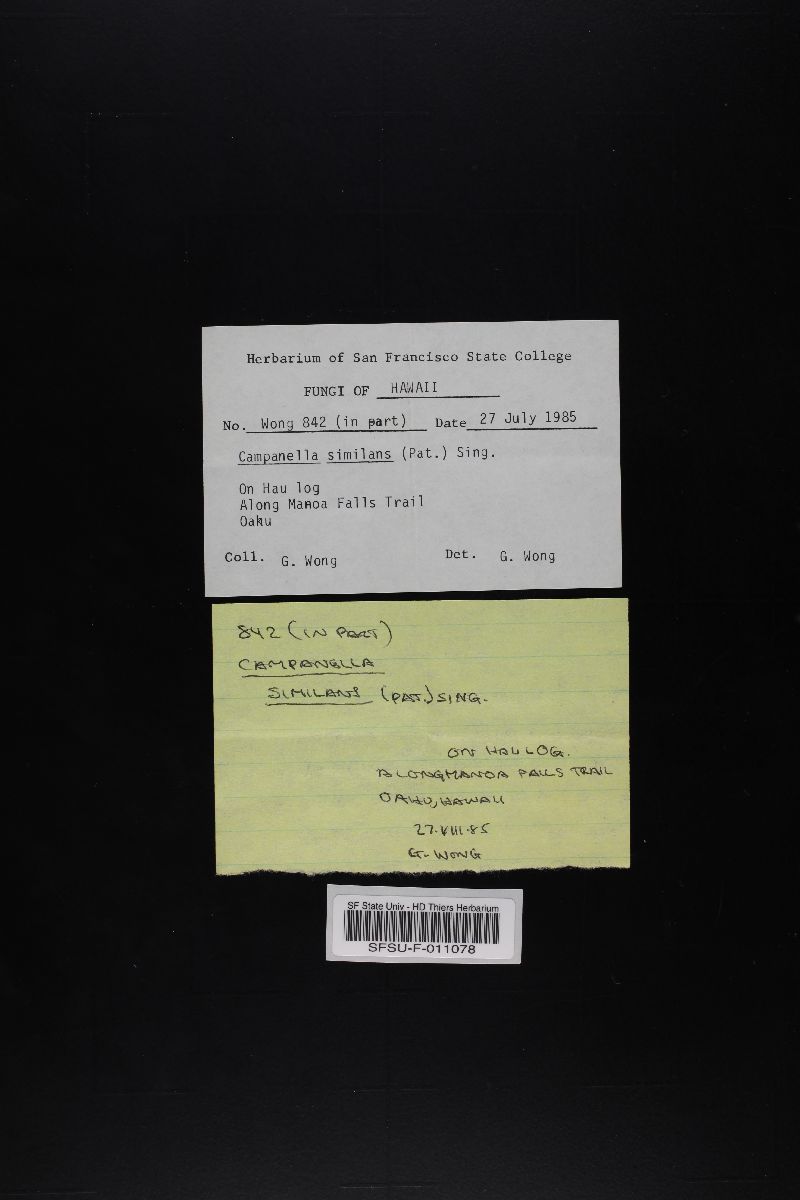 Herbarium of San Francisco State College
FUNGI OF HAWAII
No. Wong 842 (in part) Date 27 July 1985
Campanella similans (Pat.) Sing.
On Hau log
Along Manoa Falls Trail
Oahu
Coll. G. Wong Det. G. Wong
842 (IN PART)
CAMPANELLA
SIMILANS (PAT.) SING.
ON HAU LOG.
ALONG MANOA FALLS TRAIL
OAHU, HAWAII
27.VIII.85
G. WONG
SF State Univ - HD Thiers Herbarium
SFSU-F-011078